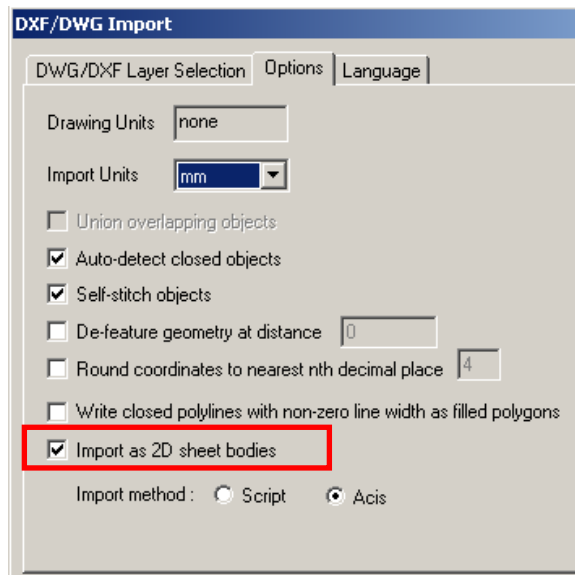 DXF/DWG Import
DWG/DXF Layer Selection Options Language
Drawing Units none
Import Units mm
Union overlapping objects
Auto-detect closed objects
Self-stitch objects
De-feature geometry at distance 0
Round coordinates to nearest nth decimal place 4
Write closed polylines with non-zero line width as filled polygons
Import as 2D sheet bodies
Import method : Script Acis